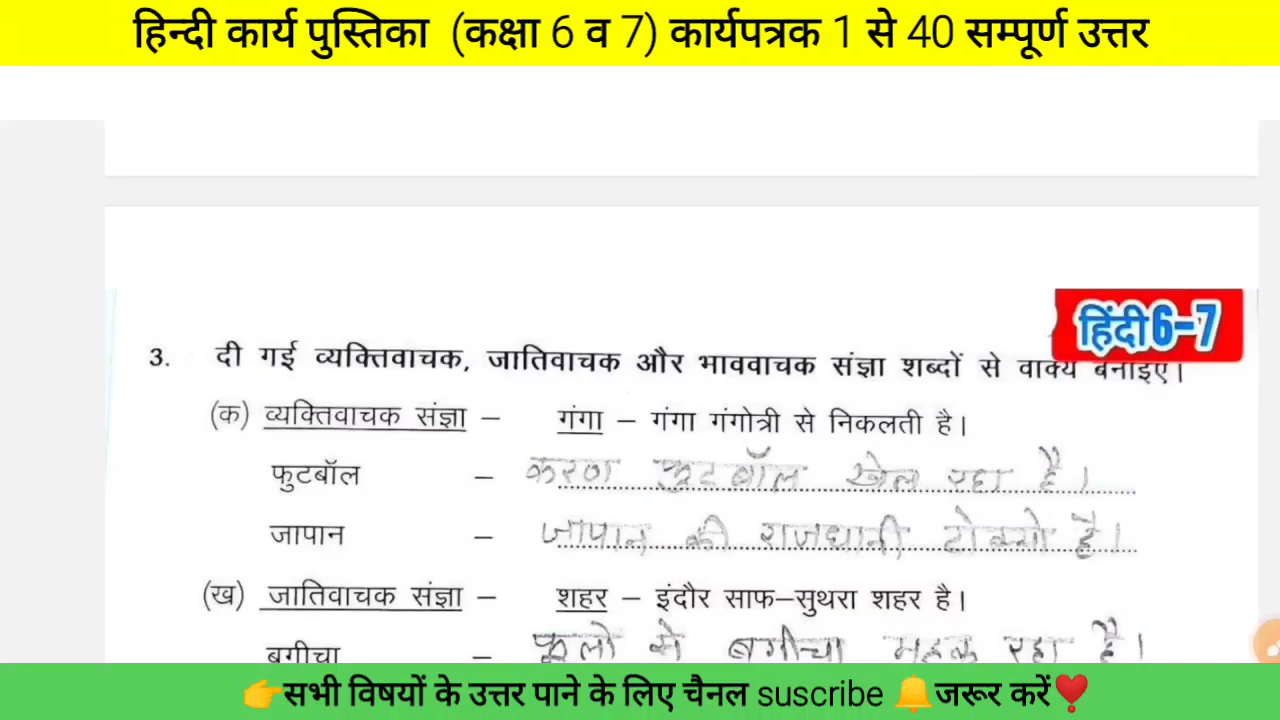 हिन्दी कार्य पुस्तिका (कक्षा 6 व 7) कार्यपत्रक 1 से 40 सम्पूर्ण उत्तर
हिंदी 6-7
3. दी गई व्यक्तिवाचक, जातिवाचक और भाववाचक संज्ञा शब्दों से वाक्य बनाइए।
(क) व्यक्तिवाचक संज्ञा – गंगा – गंगा गंगोत्री से निकलती है।
फुटबॉल – करण फुटबॉल खेल रहा है।
जापान – जापान की राजधानी टोक्यो है।
(ख) जातिवाचक संज्ञा – शहर – इंदौर साफ–सुथरा शहर है।
बगीचा – फूलो से बगीचा महक रहा है।
👉सभी विषयों के उत्तर पाने के लिए चैनल suscribe 🔔जरूर करें❣️